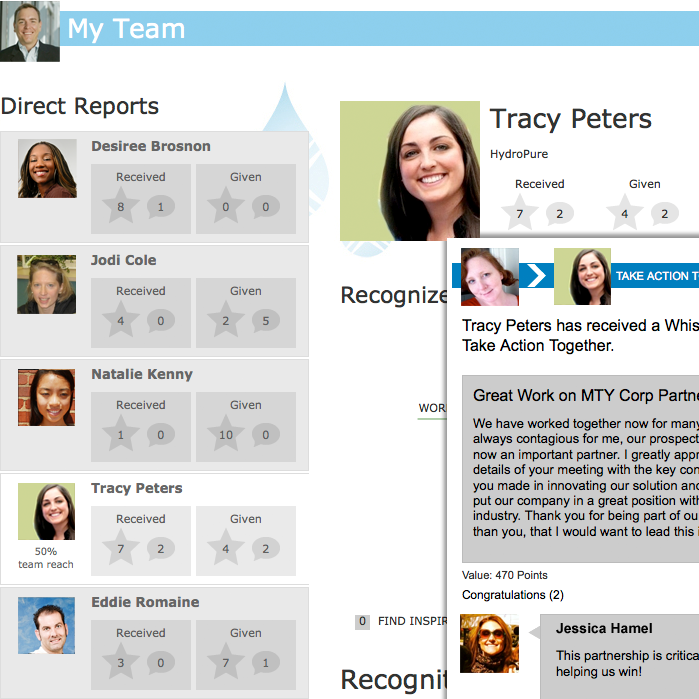 My Team
Direct Reports
Desiree Brosnon
Received
Given
8
1
0
0
Jodi Cole
Received
Given
4
0
2
5
Natalie Kenny
Received
Given
1
0
10
0
Tracy Peters
Received
Given
7
2
4
2
50%
team reach
Eddie Romaine
Received
Given
3
0
7
1
Tracy Peters
HydroPure
Received
Given
7
2
4
2
Recognize
WOR
0 FIND INSPIR
Recognit
TAKE ACTION T
Tracy Peters has received a Whis
Take Action Together.
Great Work on MTY Corp Partne
We have worked together now for many
always contagious for me, our prospect
now an important partner. I greatly appr
details of your meeting with the key con
you made in innovating our solution and
put our company in a great position with
industry. Thank you for being part of ou
than you, that I would want to lead this i
Value: 470 Points
Congratulations (2)
Jessica Hamel
This partnership is critica
helping us win!